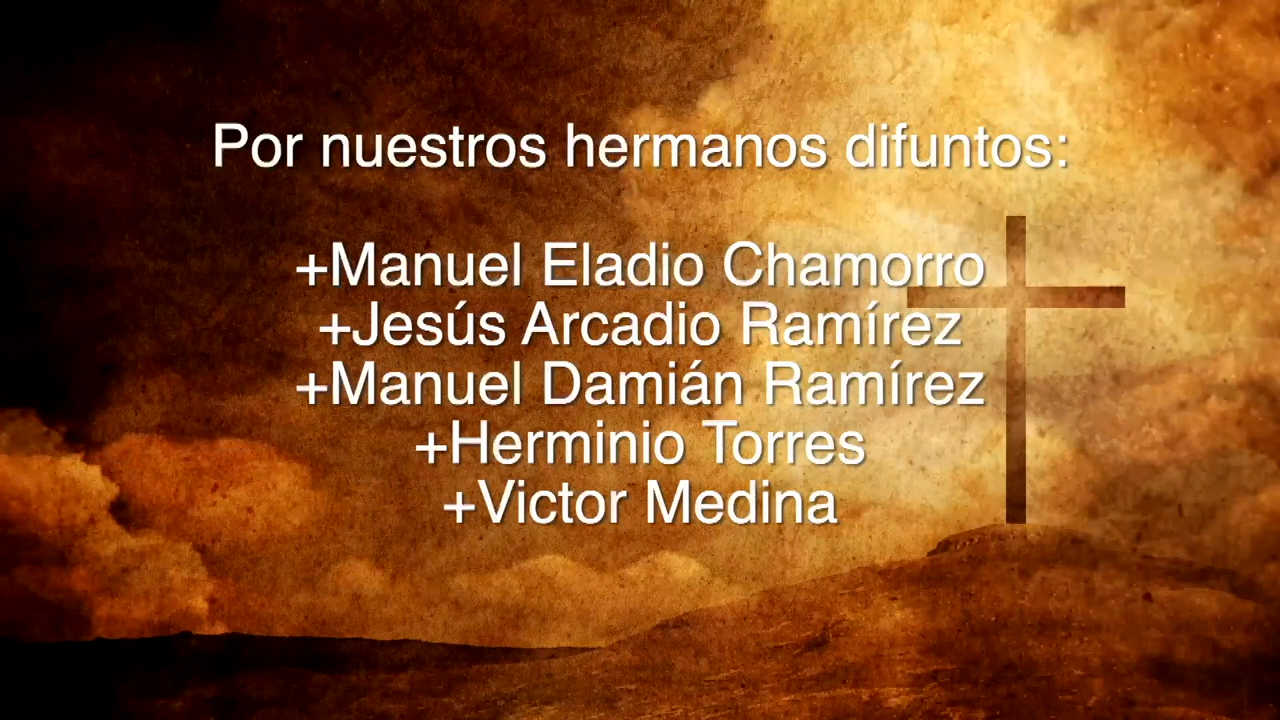 Por nuestros hermanos difuntos:
+Manuel Eladio Chamorro
+Jesús Arcadio Ramírez
+Manuel Damián Ramírez
+Herminio Torres
+Victor Medina